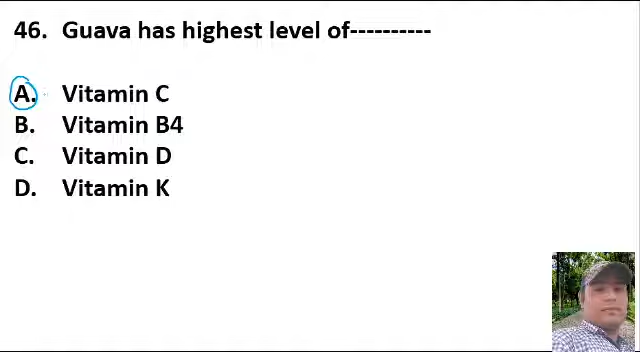 46. Guava has highest level of----------
A. Vitamin C
B. Vitamin B4
C. Vitamin D
D. Vitamin K